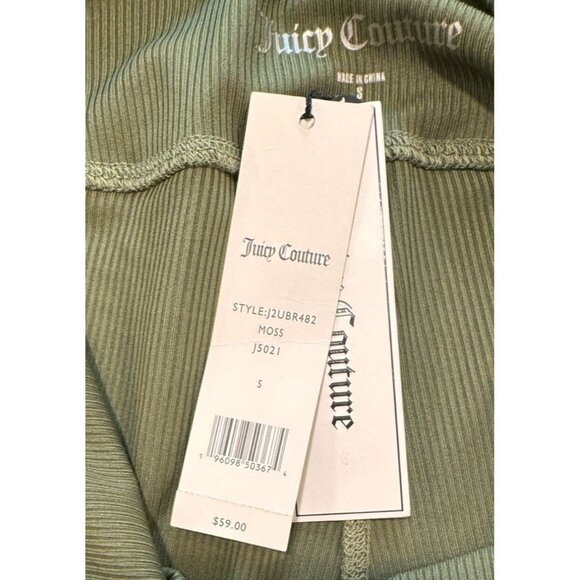 Juicy Couture
MADE IN CHINA
S
Juicy Couture
STYLE:J2UBR482
MOSS
J5021
S
96098 50367 4
$59.00
Couture